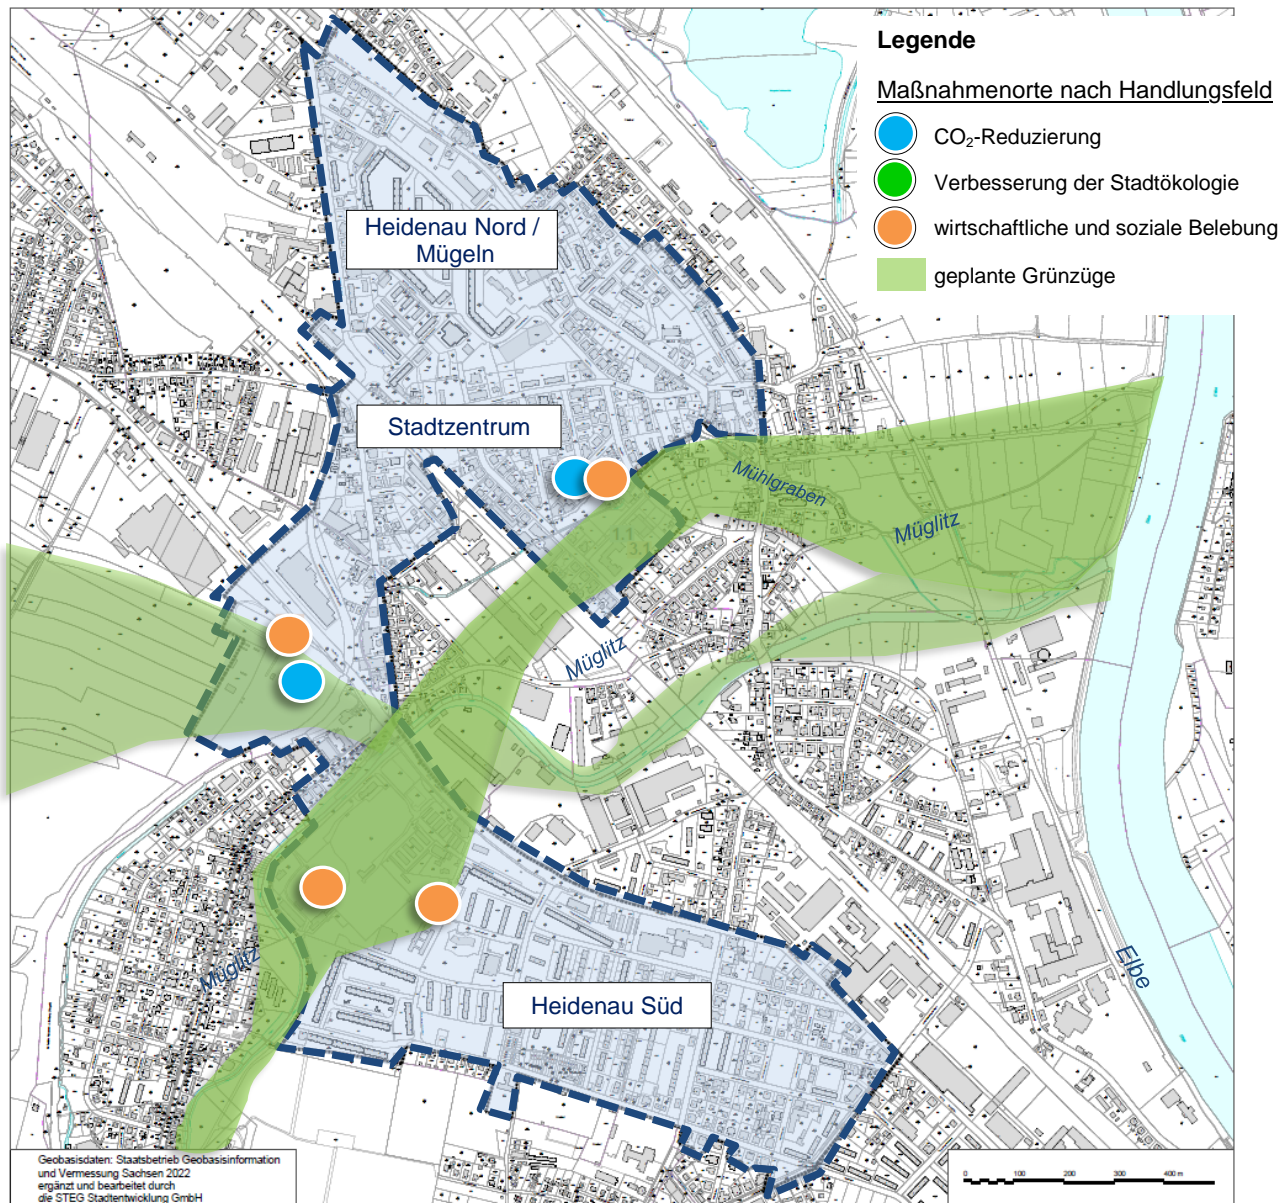 Legende
Maßnahmenorte nach Handlungsfeld
CO₂-Reduzierung
Verbesserung der Stadtökologie
wirtschaftliche und soziale Belebung
geplante Grünzüge
Heidenau Nord /
Mügeln
Stadtzentrum
Mühlgraben
Müglitz
1.1
Müglitz
Müglitz
Elbe
Heidenau Süd
Geobasisdaten: Staatsbetrieb Geobasisinformation
und Vermessung Sachsen 2022
ergänzt und bearbeitet durch
die STEG Stadtentwicklung GmbH
0 100 200 300 400 m